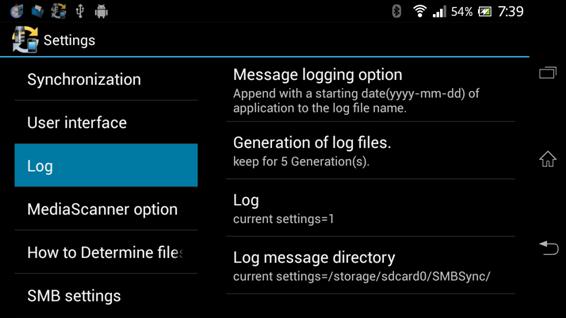 54% 7:39
Settings
Synchronization
User interface
Log
MediaScanner option
How to Determine files
SMB settings
Message logging option
Append with a starting date(yyyy-mm-dd) of
application to the log file name.
Generation of log files.
keep for 5 Generation(s).
Log
current settings=1
Log message directory
current settings=/storage/sdcard0/SMBSync/